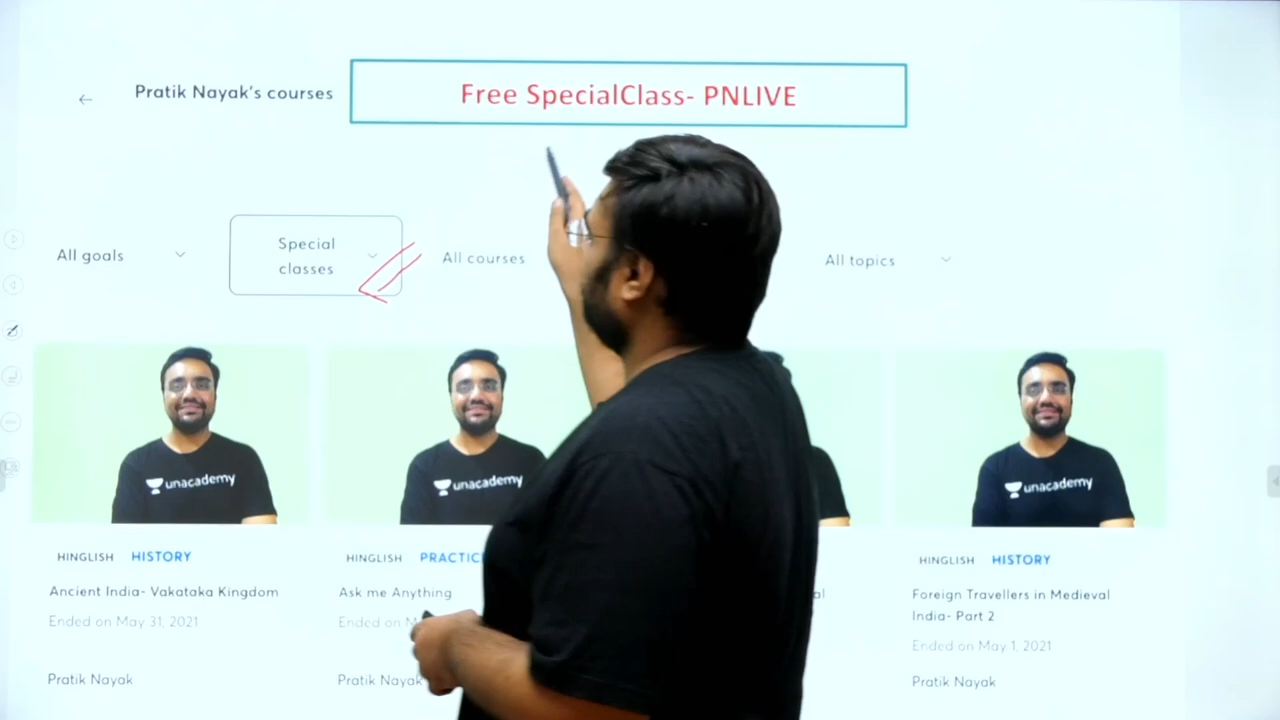 Pratik Nayak's courses
Free SpecialClass- PNLIVE
All goals
Special
classes
All courses
All topics
unacademy
unacademy
unacademy
HINGLISH HISTORY
Ancient India- Vakataka Kingdom
Ended on May 31, 2021
Pratik Nayak
HINGLISH
Ask me Anything
Ended on
Pratik Nayak
HINGLISH HISTORY
Foreign Travellers in Medieval
India- Part 2
Ended on May 1, 2021
Pratik Nayak